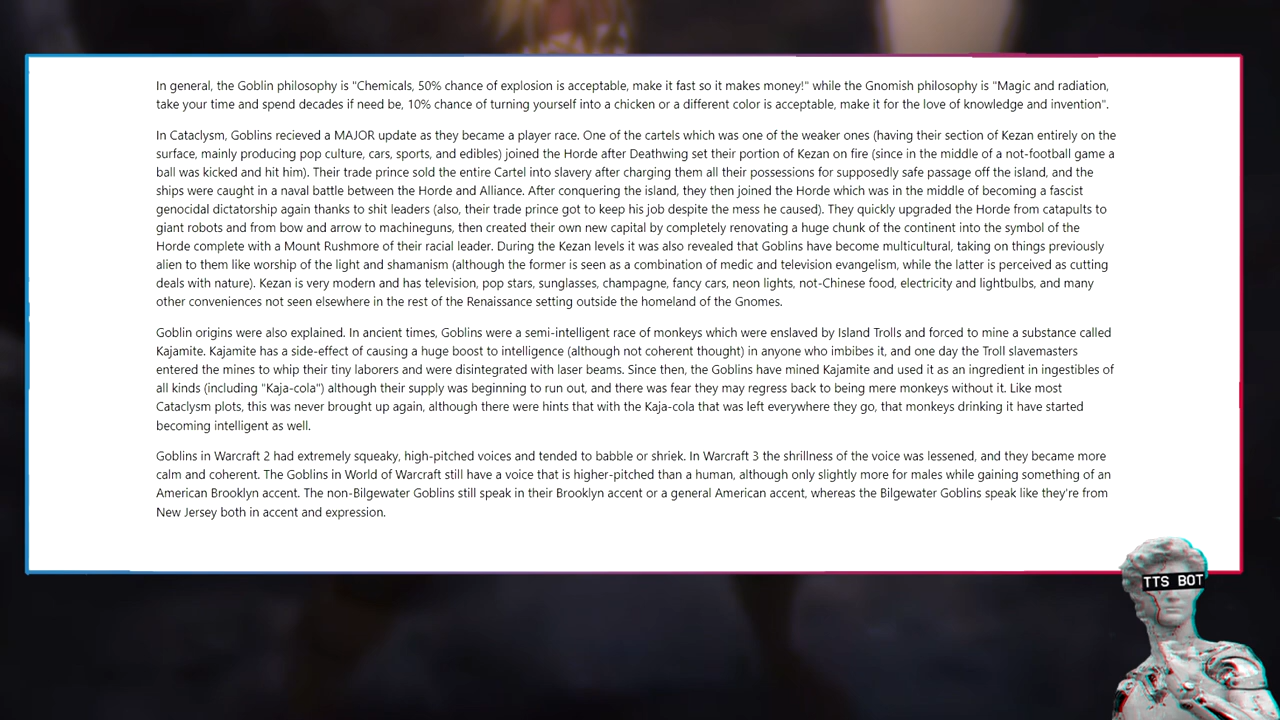 In general, the Goblin philosophy is "Chemicals, 50% chance of explosion is acceptable, make it fast so it makes money!" while the Gnomish philosophy is "Magic and radiation,
take your time and spend decades if need be, 10% chance of turning yourself into a chicken or a different color is acceptable, make it for the love of knowledge and invention".
In Cataclysm, Goblins recieved a MAJOR update as they became a player race. One of the cartels which was one of the weaker ones (having their section of Kezan entirely on the
surface, mainly producing pop culture, cars, sports, and edibles) joined the Horde after Deathwing set their portion of Kezan on fire (since in the middle of a not-football game a
ball was kicked and hit him). Their trade prince sold the entire Cartel into slavery after charging them all their possessions for supposedly safe passage off the island, and the
ships were caught in a naval battle between the Horde and Alliance. After conquering the island, they then joined the Horde which was in the middle of becoming a fascist
genocidal dictatorship again thanks to shit leaders (also, their trade prince got to keep his job despite the mess he caused). They quickly upgraded the Horde from catapults to
giant robots and from bow and arrow to machineguns, then created their own new capital by completely renovating a huge chunk of the continent into the symbol of the
Horde complete with a Mount Rushmore of their racial leader. During the Kezan levels it was also revealed that Goblins have become multicultural, taking on things previously
alien to them like worship of the light and shamanism (although the former is seen as a combination of medic and television evangelism, while the latter is perceived as cutting
deals with nature). Kezan is very modern and has television, pop stars, sunglasses, champagne, fancy cars, neon lights, not-Chinese food, electricity and lightbulbs, and many
other conveniences not seen elsewhere in the rest of the Renaissance setting outside the homeland of the Gnomes.
Goblin origins were also explained. In ancient times, Goblins were a semi-intelligent race of monkeys which were enslaved by Island Trolls and forced to mine a substance called
Kajamite. Kajamite has a side-effect of causing a huge boost to intelligence (although not coherent thought) in anyone who imbibes it, and one day the Troll slavemasters
entered the mines to whip their tiny laborers and were disintegrated with laser beams. Since then, the Goblins have mined Kajamite and used it as an ingredient in ingestibles of
all kinds (including "Kaja-cola") although their supply was beginning to run out, and there was fear they may regress back to being mere monkeys without it. Like most
Cataclysm plots, this was never brought up again, although there were hints that with the Kaja-cola that was left everywhere they go, that monkeys drinking it have started
becoming intelligent as well.
Goblins in Warcraft 2 had extremely squeaky, high-pitched voices and tended to babble or shriek. In Warcraft 3 the shrillness of the voice was lessened, and they became more
calm and coherent. The Goblins in World of Warcraft still have a voice that is higher-pitched than a human, although only slightly more for males while gaining something of an
American Brooklyn accent. The non-Bilgewater Goblins still speak in their Brooklyn accent or a general American accent, whereas the Bilgewater Goblins speak like they're from
New Jersey both in accent and expression.
TTS BOT